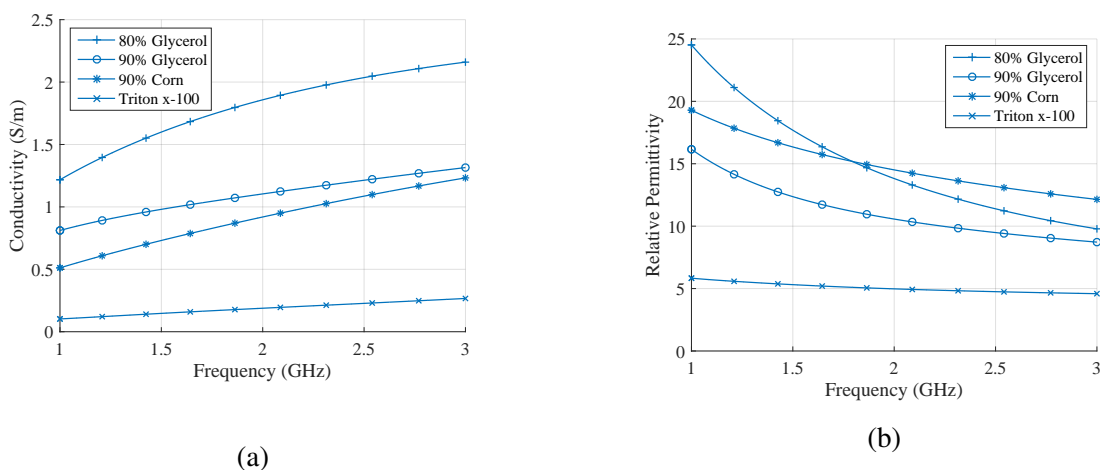 2.5
2
1.5
1
0.5
0
80% Glycerol
90% Glycerol
90% Corn
Triton x-100
Conductivity (S/m)
1 1.5 2 2.5 3
Frequency (GHz)
(a)
25
20
15
10
5
0
80% Glycerol
90% Glycerol
90% Corn
Triton x-100
Relative Permittivity
1 1.5 2 2.5 3
Frequency (GHz)
(b)